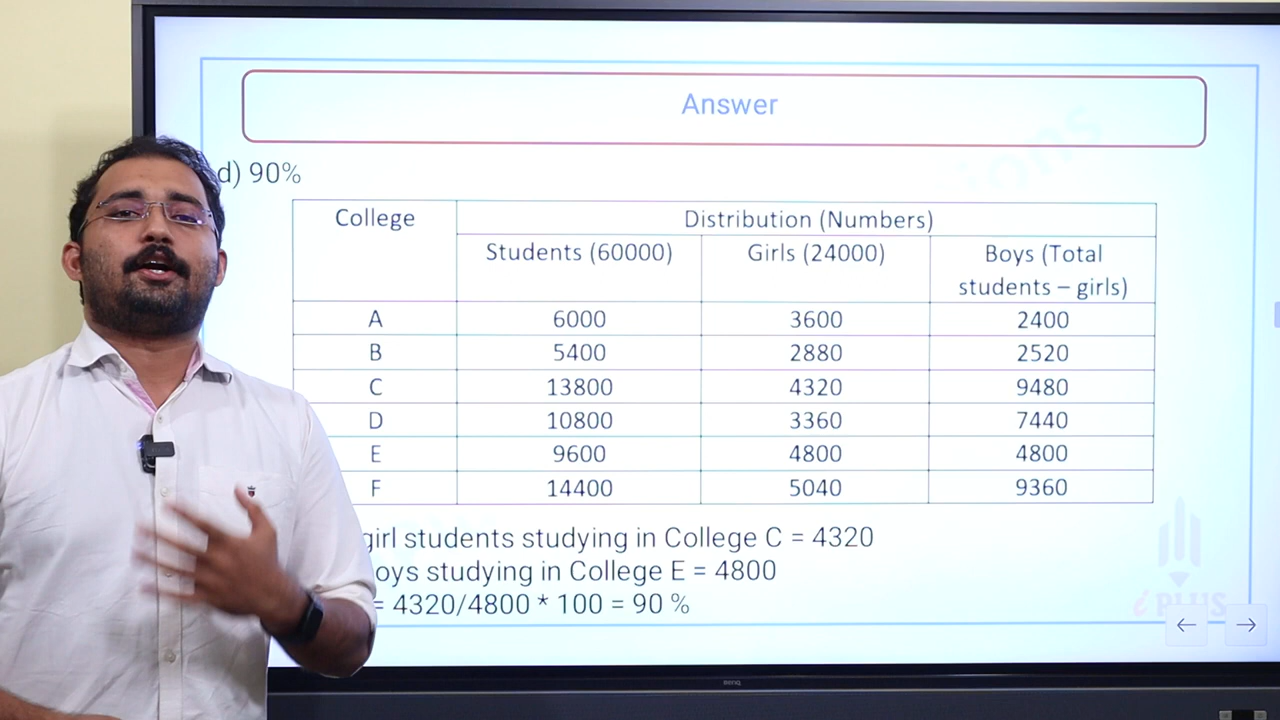 Answer
d) 90%
College Distribution (Numbers)
Students (60000) Girls (24000) Boys (Total
students – girls)
A 6000 3600 2400
B 5400 2880 2520
C 13800 4320 9480
D 10800 3360 7440
E 9600 4800 4800
F 14400 5040 9360
girl students studying in College C = 4320
oys studying in College E = 4800
= 4320/4800 * 100 = 90 %
i PLUS
BenQ